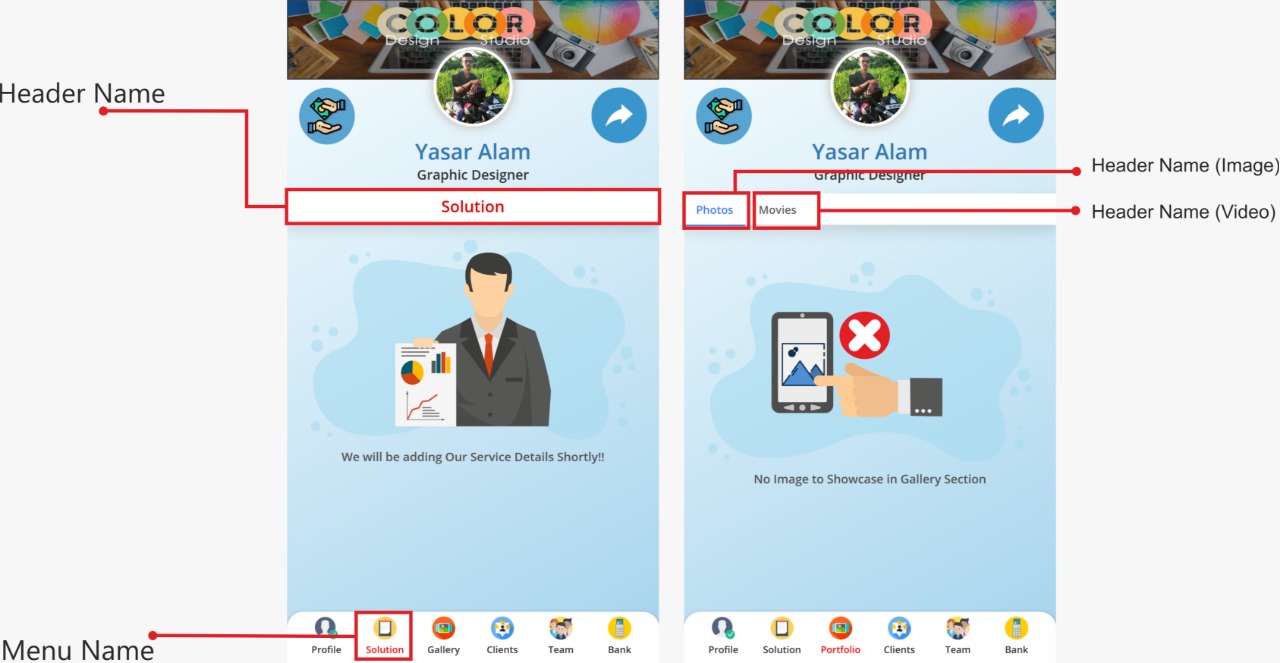 Header Name
Menu Name
COLOR
Design Studio
Yasar Alam
Graphic Designer
Solution
We will be adding Our Service Details Shortly!!
Profile
Solution
Gallery
Clients
Team
Bank
COLOR
Design Studio
Yasar Alam
Graphic Designer
Photos
Movies
No Image to Showcase in Gallery Section
Profile
Solution
Portfolio
Clients
Team
Bank
Header Name (Image)
Header Name (Video)